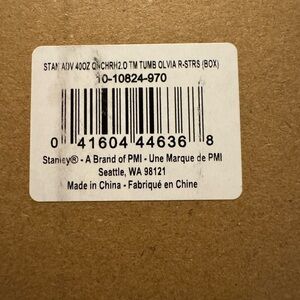 STAN ADV 40OZ QNCHRH2.O TM TUMB OLVIA R-STRS (BOX)
10-10824-970
0 41604 44636 8
Stanley® - A Brand of PMI - Une Marque de PMI
Seattle, WA 98121
Made in China - Fabriqué en Chine